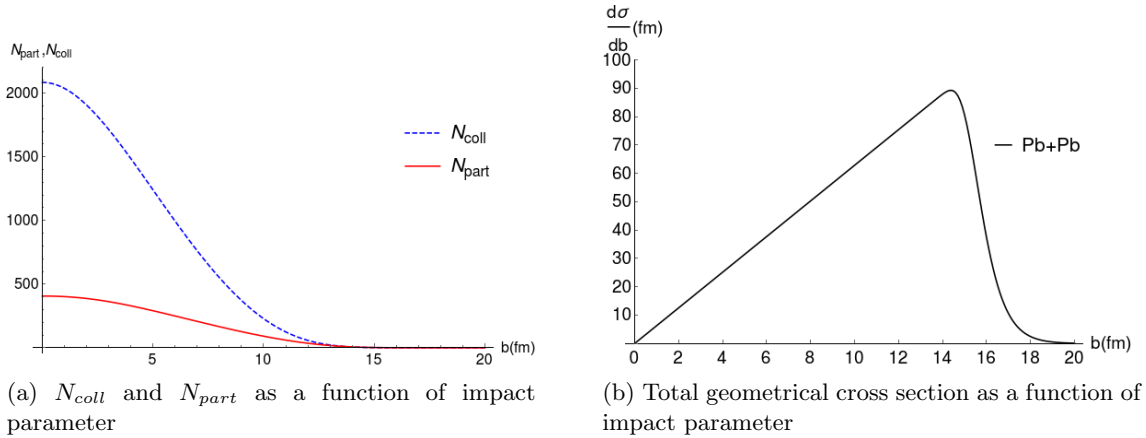 N_part,N_coll
2000
1500
1000
500
5
10
15
20
b(fm)
N_coll
N_part
(a) N_coll and N_part as a function of impact
parameter
dσ
db
(fm)
100
90
80
70
60
50
40
30
20
10
0
2
4
6
8
10
12
14
16
18
20
b(fm)
Pb+Pb
(b) Total geometrical cross section as a function of
impact parameter